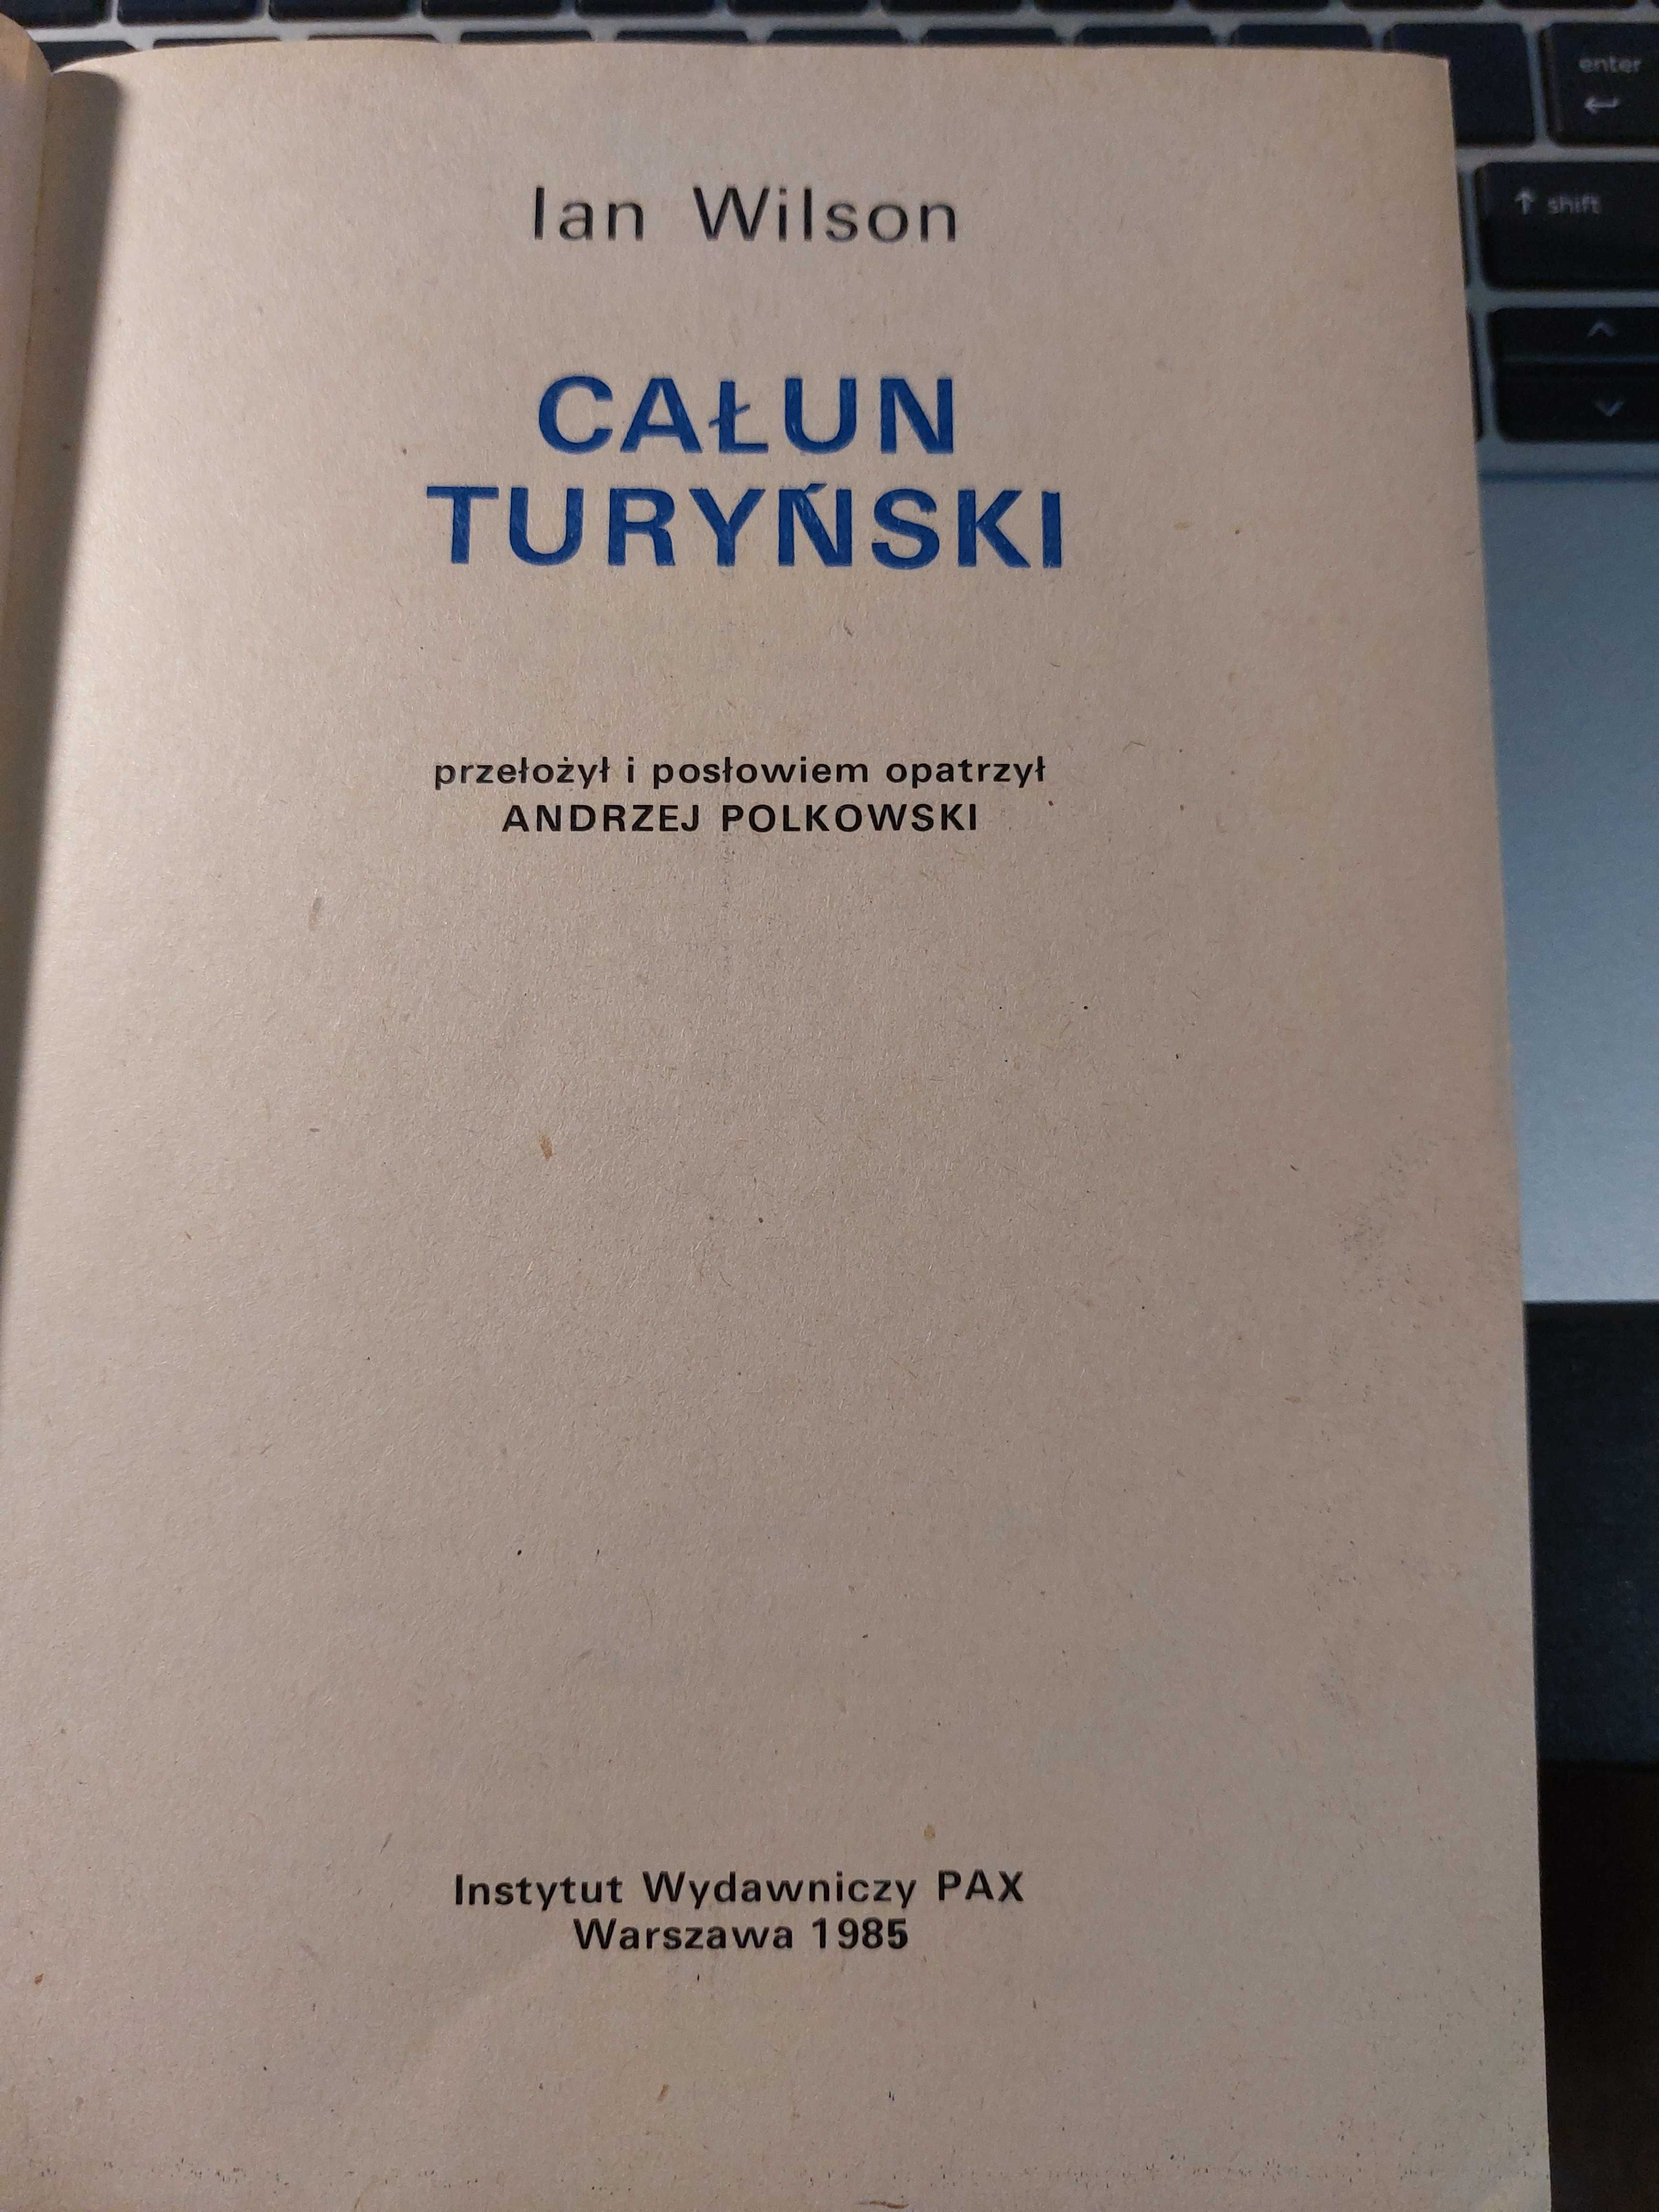 Ian Wilson
CAŁUN
TURYŃSKI
przełożył i posłowiem opatrzył
ANDRZEJ POLKOWSKI
Instytut Wydawniczy PAX
Warszawa 1985
enter
↑ shift